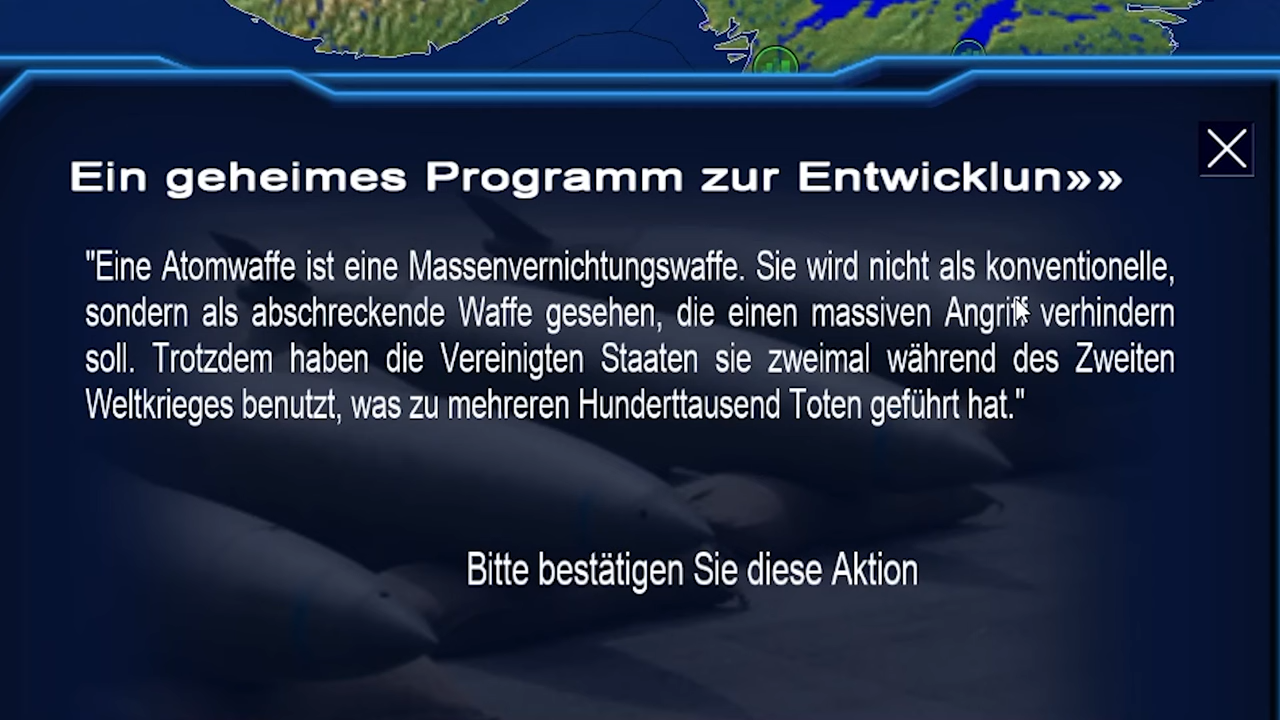 Ein geheimes Programm zur Entwicklun»»
"Eine Atomwaffe ist eine Massenvernichtungswaffe. Sie wird nicht als konventionelle,
sondern als abschreckende Waffe gesehen, die einen massiven Angriff verhindern
soll. Trotzdem haben die Vereinigten Staaten sie zweimal während des Zweiten
Weltkrieges benutzt, was zu mehreren Hunderttausend Toten geführt hat."
Bitte bestätigen Sie diese Aktion